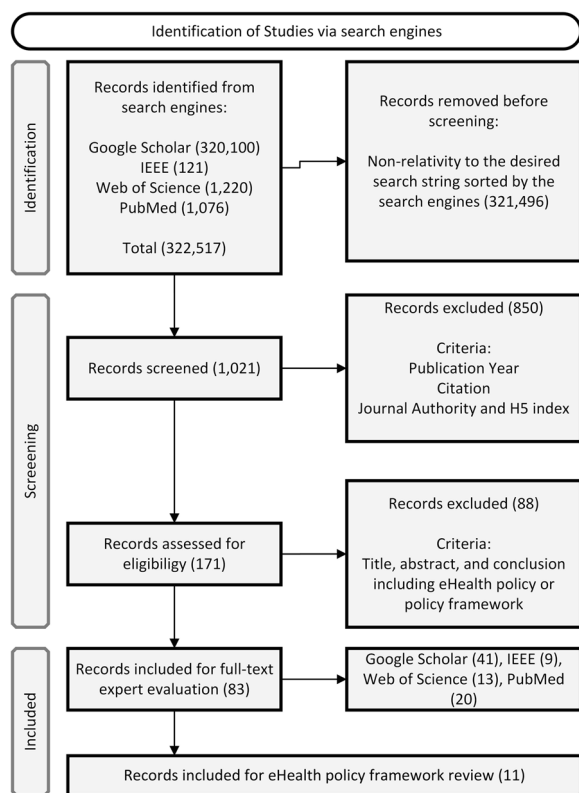 Identification of Studies via search engines
Identification
Records identified from
search engines:
Google Scholar (320,100)
IEEE (121)
Web of Science (1,220)
PubMed (1,076)
Total (322,517)
Records removed before
screening:
Non-relativity to the desired
search string sorted by the
search engines (321,496)
Screeening
Records screened (1,021)
Records excluded (850)
Criteria:
Publication Year
Citation
Journal Authority and H5 index
Records assessed for
eligibiligy (171)
Records excluded (88)
Criteria:
Title, abstract, and conclusion
including eHealth policy or
policy framework
Included
Records included for full-text
expert evaluation (83)
Google Scholar (41), IEEE (9),
Web of Science (13), PubMed
(20)
Records included for eHealth policy framework review (11)